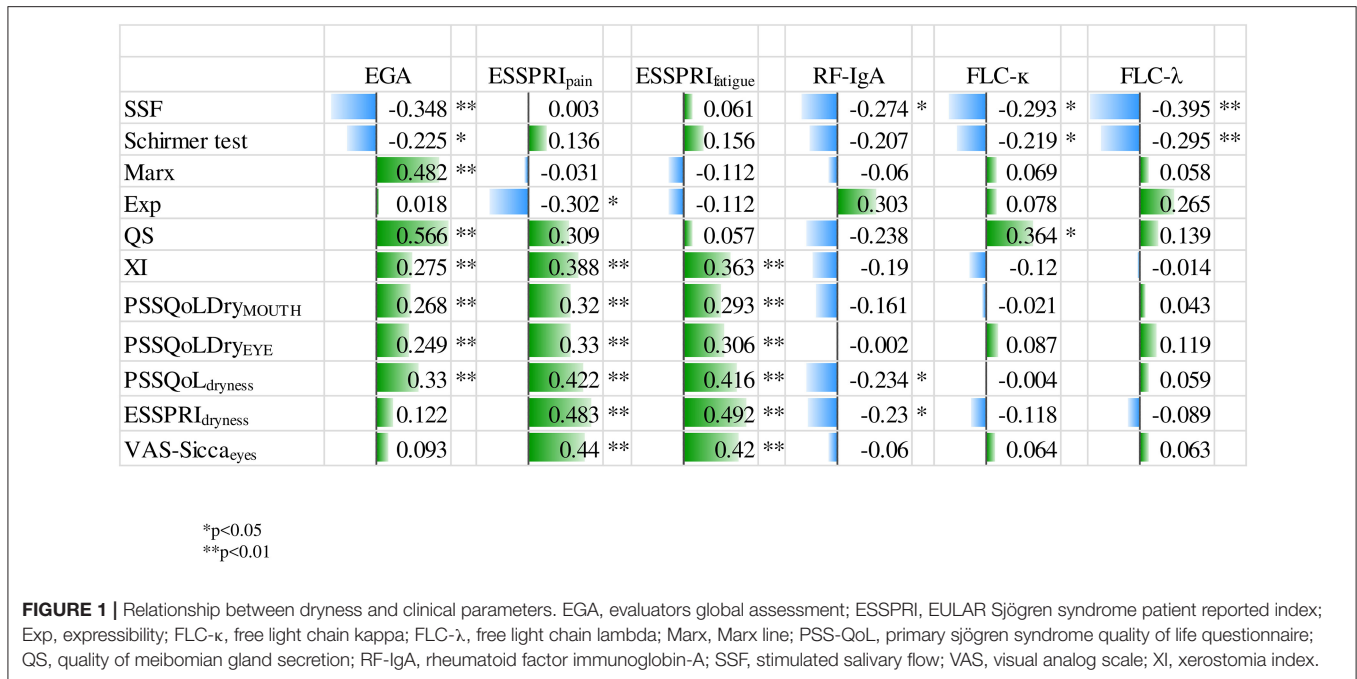 EGA ESSPRIpain ESSPRIfatigue RF-IgA FLC-κ FLC-λ
SSF -0.348 ** 0.003 0.061 -0.274 * -0.293 * -0.395 **
Schirmer test -0.225 * 0.136 0.156 -0.207 -0.219 * -0.295 **
Marx 0.482 ** -0.031 -0.112 -0.06 0.069 0.058
Exp 0.018 -0.302 * -0.112 0.303 0.078 0.265
QS 0.566 ** 0.309 0.057 -0.238 0.364 * 0.139
XI 0.275 ** 0.388 ** 0.363 ** -0.19 -0.12 -0.014
PSSQoLDryMOUTH 0.268 ** 0.32 ** 0.293 ** -0.161 -0.021 0.043
PSSQoLDryEYE 0.249 ** 0.33 ** 0.306 ** -0.002 0.087 0.119
PSSQoLdryness 0.33 ** 0.422 ** 0.416 ** -0.234 * -0.004 0.059
ESSPRIdryness 0.122 0.483 ** 0.492 ** -0.23 * -0.118 -0.089
VAS-Siccaeyes 0.093 0.44 ** 0.42 ** -0.06 0.064 0.063
*p<0.05
**p<0.01
FIGURE 1 | Relationship between dryness and clinical parameters. EGA, evaluators global assessment; ESSPRI, EULAR Sjögren syndrome patient reported index;
Exp, expressibility; FLC-κ, free light chain kappa; FLC-λ, free light chain lambda; Marx, Marx line; PSS-QoL, primary sjögren syndrome quality of life questionnaire;
QS, quality of meibomian gland secretion; RF-IgA, rheumatoid factor immunoglobin-A; SSF, stimulated salivary flow; VAS, visual analog scale; XI, xerostomia index.